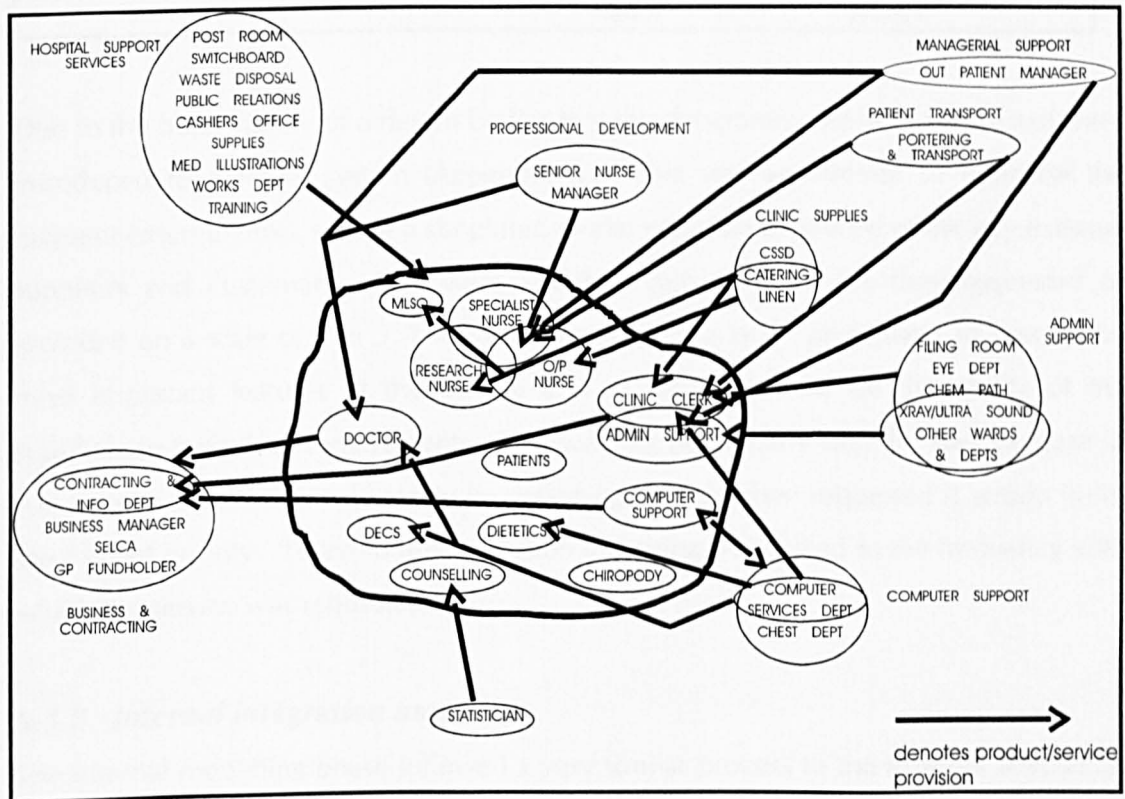 HOSPITAL SUPPORT
SERVICES
POST ROOM
SWITCHBOARD
WASTE DISPOSAL
PUBLIC RELATIONS
CASHIERS OFFICE
SUPPLIES
MED ILLUSTRATIONS
WORKS DEPT
TRAINING
MANAGERIAL SUPPORT
OUT PATIENT MANAGER
PATIENT TRANSPORT
PORTERING
& TRANSPORT
PROFESSIONAL DEVELOPMENT
SENIOR NURSE
MANAGER
CLINIC SUPPLIES
CSSD
CATERING
LINEN
MLSO
SPECIALIST
NURSE
RESEARCH
NURSE
O/P
NURSE
CLINIC CLERK
ADMIN SUPPORT
ADMIN
SUPPORT
FILING ROOM
EYE DEPT
CHEM PATH
XRAY/ULTRA SOUND
OTHER WARDS
& DEPTS
DOCTOR
PATIENTS
CONTRACTING &
INFO DEPT
BUSINESS MANAGER
SELCA
GP FUNDHOLDER
BUSINESS &
CONTRACTING
COMPUTER
SUPPORT
DECS
DIETETICS
COUNSELLING
CHIROPODY
COMPUTER
SERVICES DEPT
CHEST DEPT
COMPUTER SUPPORT
STATISTICIAN
denotes product/service
provision